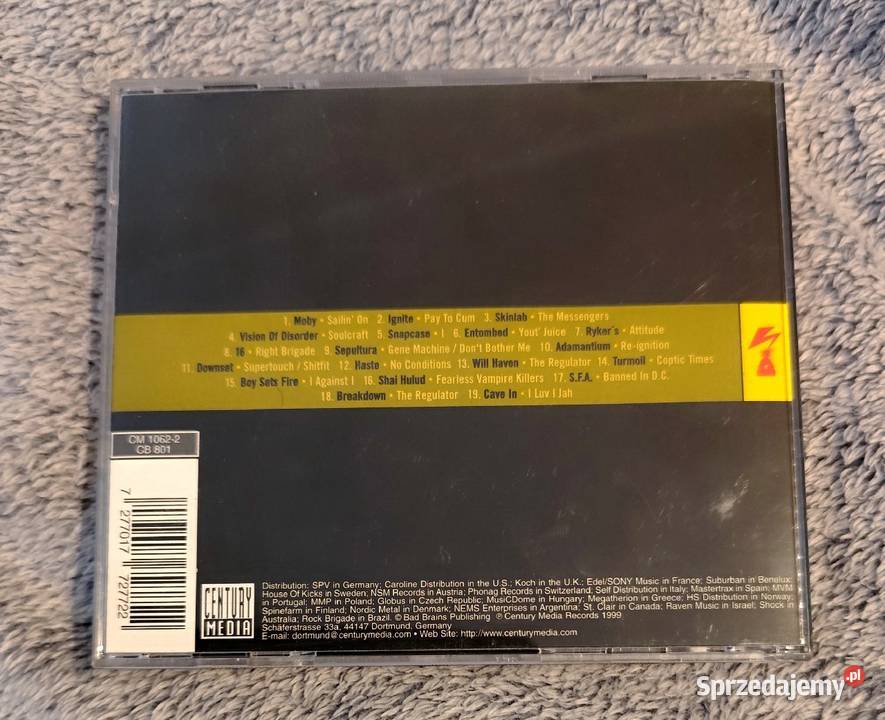 1. Moby • Sailin' On 2. Ignite • Pay To Cum 3. Skinlab • The Messengers
4. Vision Of Disorder • Soulcraft 5. Snapcase • I 6. Entombed • Yout' Juice 7. Ryker's • Attitude
8. 16 • Right Brigade 9. Sepultura • Gene Machine / Don't Bother Me 10. Adamantium • Re-ignition
11. Downset • Supertouch / Shitfit 12. Haste • No Conditions 13. Will Haven • The Regulator 14. Turmoil • Coptic Times
15. Boy Sets Fire • I Against I 16. Shai Hulud • Fearless Vampire Killers 17. S.F.A. • Banned In D.C.
18. Breakdown • The Regulator 19. Cave In • I Luv I Jah
CM 1062-2
CB 801
7 277017 727722
CENTURY
MEDIA
Distribution: SPV in Germany; Caroline Distribution in the U.S.; Koch in the U.K.; Edel/SONY Music in France; Suburban in Benelux;
House Of Kicks in Sweden; NSM Records in Austria; Phonag Records in Switzerland; Self Distribution in Italy; Mastertrax in Spain; MVM
in Portugal; MMP in Poland; Globus in Czech Republic; MusiCDome in Hungary; Megatherion in Greece; HS Distribution in Norway;
Spinefarm in Finland; Nordic Metal in Denmark; NEMS Enterprises in Argentina; St. Clair in Canada; Raven Music in Israel; Shock in
Australia; Rock Brigade in Brazil. © Bad Brains Publishing ℗ Century Media Records 1999
Schäferstrasse 33a, 44147 Dortmund, Germany
E-mail: dortmund@centurymedia.com • Web Site: http://www.centurymedia.com
Sprzedajemy.pl